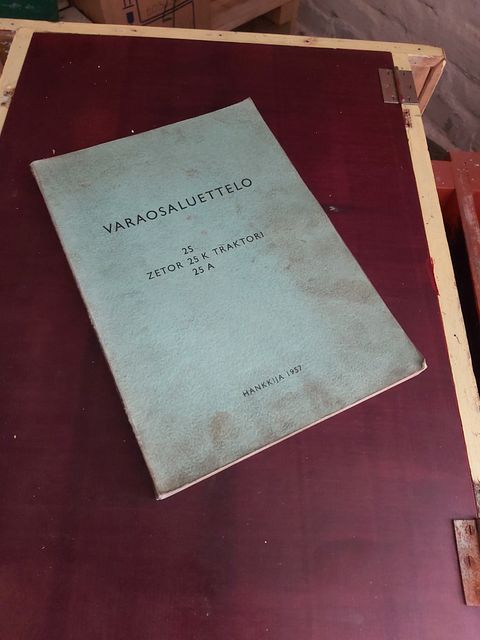 VARAOSALUETTELO
25
ZETOR 25 K TRAKTORI
25 A
HANKKIJA 1957